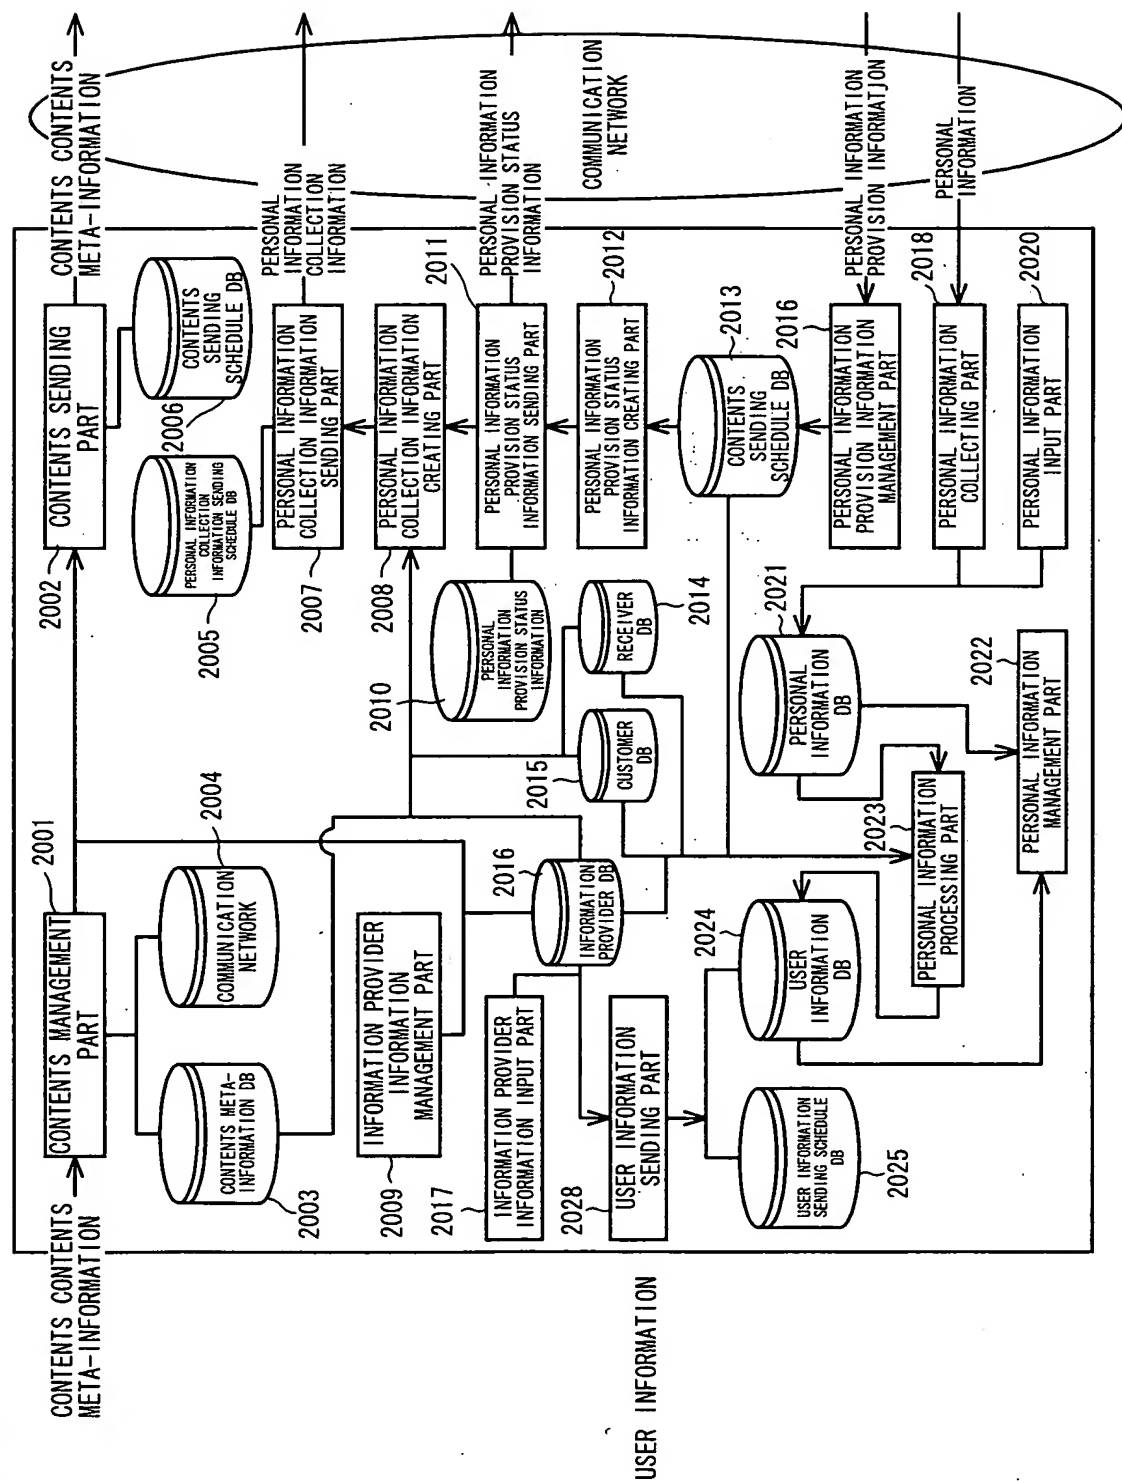 CONTENTS CONTENTS
META-INFORMATION
CONTENTS MANAGEMENT
PART
2001
CONTENTS META-
INFORMATION DB
2003
COMMUNICATION
NETWORK
2004
2002
CONTENTS SENDING
PART
CONTENTS CONTENTS
META-INFORMATION
PERSONAL INFORMATION
COLLECTION
INFORMATION SENDING
SCHEDULE DB
2005
CONTENTS
SENDING
SCHEDULE DB
2006
PERSONAL INFORMATION
COLLECTION INFORMATION
SENDING PART
2007
PERSONAL
INFORMATION
COLLECTION
INFORMATION
PERSONAL INFORMATION
COLLECTION INFORMATION
CREATING PART
2008
INFORMATION PROVIDER
INFORMATION
MANAGEMENT PART
2009
2010
PERSONAL
INFORMATION
PROVISION STATUS
INFORMATION
PERSONAL INFORMATION
PROVISION STATUS
INFORMATION SENDING PART
2011
PERSONAL INFORMATION
PROVISION STATUS
INFORMATION
2017
INFORMATION PROVIDER
INFORMATION INPUT PART
INFORMATION
PROVIDER DB
2016
2015
CUSTOMER
DB
RECEIVER
DB
2014
PERSONAL INFORMATION
PROVISION STATUS
INFORMATION CREATING PART
2012
COMMUNICATION
NETWORK
USER INFORMATION
2028
USER INFORMATION
SENDING PART
CONTENTS
SENDING
SCHEDULE DB
2013
USER INFORMATION
SENDING SCHEDULE
DB
2025
USER
INFORMATION
DB
2024
PERSONAL
INFORMATION
DB
2021
PERSONAL INFORMATION
PROVISION INFORMATION
MANAGEMENT PART
2016
PERSONAL INFORMATION
PROVISION INFORMATION
PERSONAL INFORMATION
PROCESSING PART
2023
PERSONAL INFORMATION
COLLECTING PART
2018
PERSONAL
INFORMATION
PERSONAL INFORMATION
MANAGEMENT PART
2022
PERSONAL INFORMATION
INPUT PART
2020